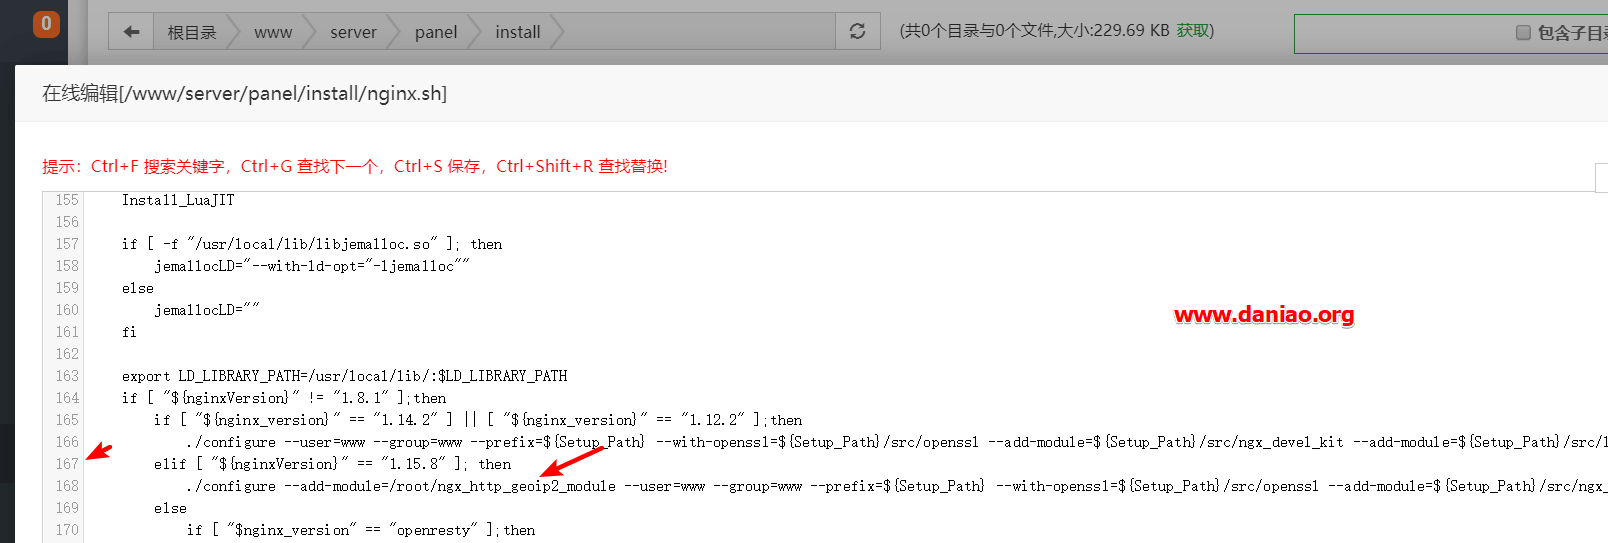 0
根目录 www server panel install (共0个目录与0个文件,大小:229.69 KB 获取) 包含子目录
在线编辑[/www/server/panel/install/nginx.sh]
提示：Ctrl+F 搜索关键字，Ctrl+G 查找下一个，Ctrl+S 保存，Ctrl+Shift+R 查找替换!
155 Install_LuaJIT
156
157 if [ -f "/usr/local/lib/libjemalloc.so" ]; then
158 jemallocLD="--with-ld-opt="-ljemalloc""
159 else
160 jemallocLD=""
www.daniao.org
161 fi
162
163 export LD_LIBRARY_PATH=/usr/local/lib/:$LD_LIBRARY_PATH
164 if [ "${nginxVersion}" != "1.8.1" ];then
165 if [ "${nginx_version}" == "1.14.2" ] || [ "${nginx_version}" == "1.12.2" ];then
166 ./configure --user=www --group=www --prefix=${Setup_Path} --with-openssl=${Setup_Path}/src/openssl --add-module=${Setup_Path}/src/ngx_devel_kit --add-module=${Setup_Path}/src/l
167 elif [ "${nginxVersion}" == "1.15.8" ]; then
168 ./configure --add-module=/root/ngx_http_geoip2_module --user=www --group=www --prefix=${Setup_Path} --with-openssl=${Setup_Path}/src/openssl --add-module=${Setup_Path}/src/ngx_
169 else
170 if [ "$nginx_version" == "openresty" ];then